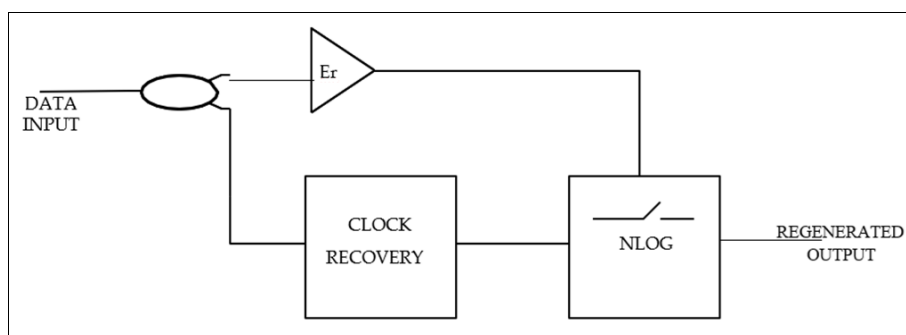 DATA
INPUT
Er
CLOCK
RECOVERY
NLOG
REGENERATED
OUTPUT